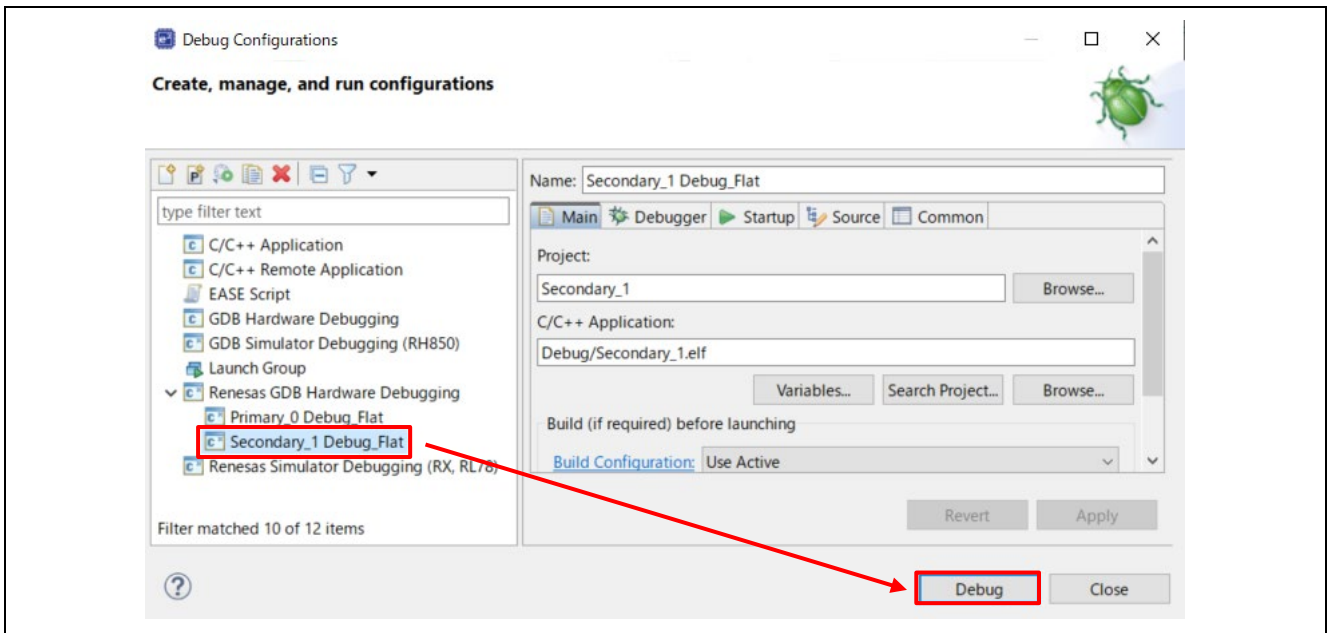 Debug Configurations
Create, manage, and run configurations
type filter text
C/C++ Application
C/C++ Remote Application
EASE Script
GDB Hardware Debugging
GDB Simulator Debugging (RH850)
Launch Group
Renesas GDB Hardware Debugging
Primary_0 Debug_Flat
Secondary_1 Debug_Flat
Renesas Simulator Debugging (RX, RL78)
Filter matched 10 of 12 items
Name: Secondary_1 Debug_Flat
Main Debugger Startup Source Common
Project:
Secondary_1 Browse...
C/C++ Application:
Debug/Secondary_1.elf
Variables... Search Project... Browse...
Build (if required) before launching
Build Configuration: Use Active
Revert Apply
Debug Close